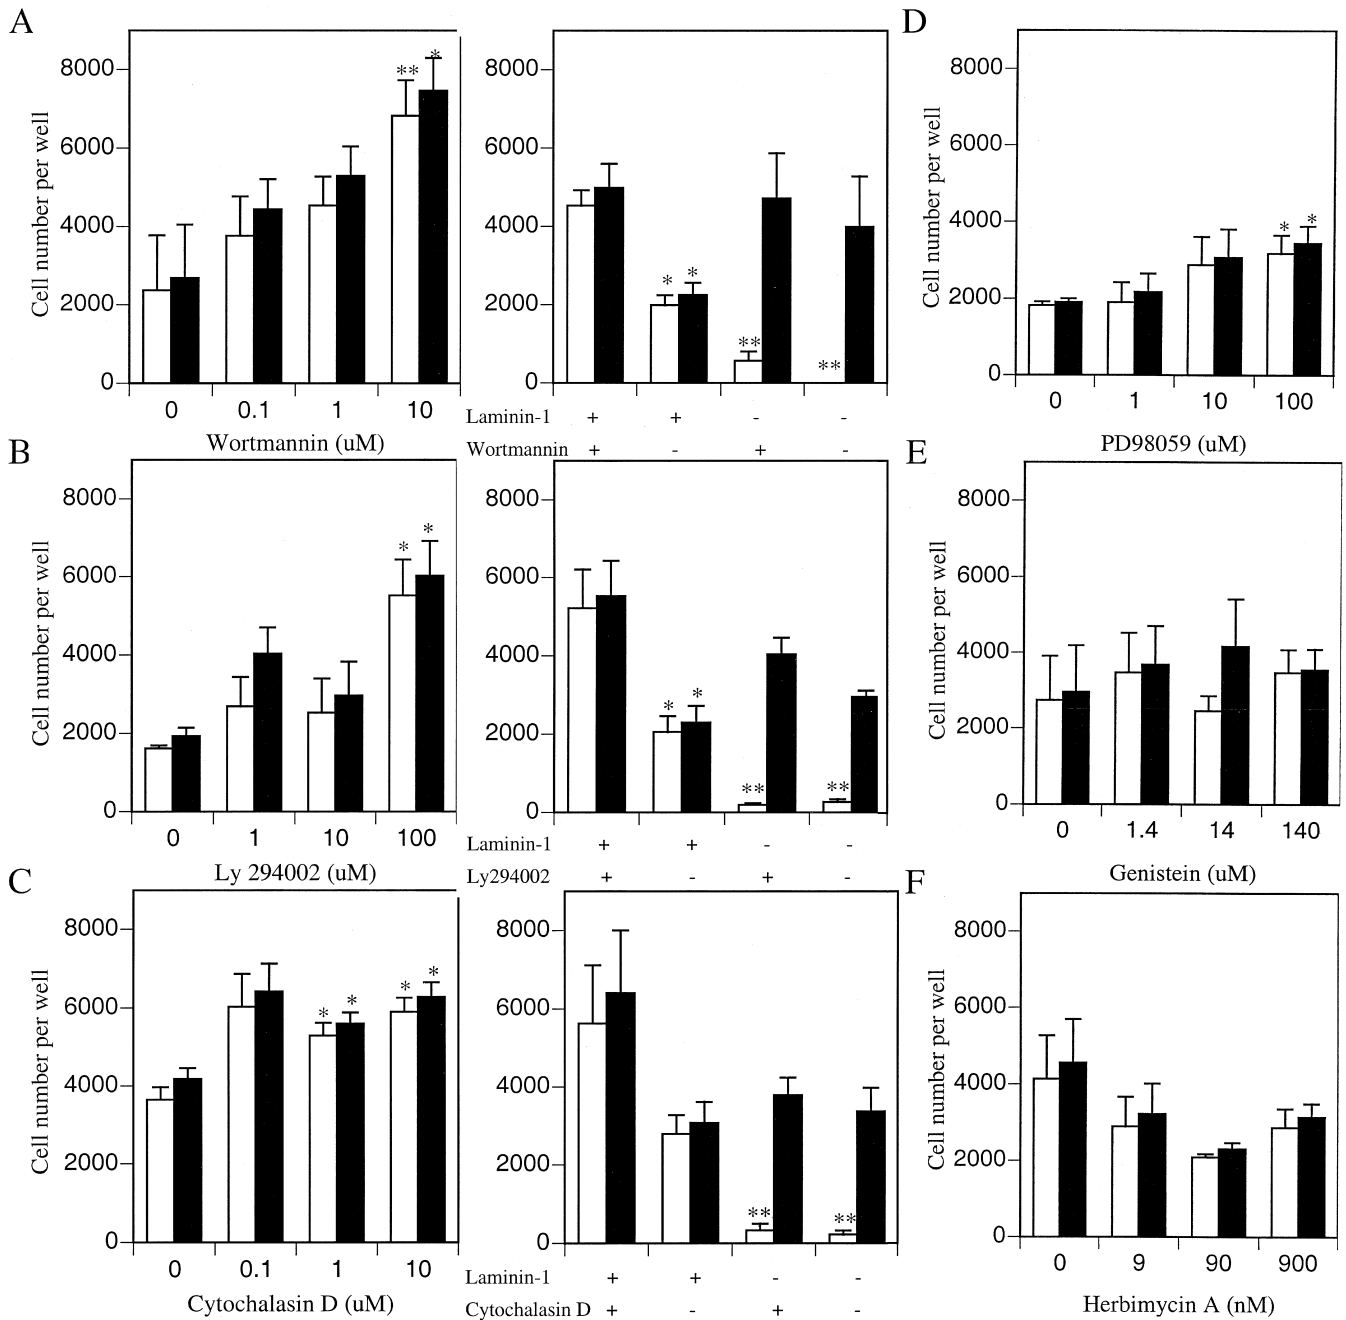 A
8000
6000
4000
2000
0
Cell number per well
** *
0 0.1 1 10
Wortmannin (uM)
8000
6000
4000
2000
0
* *
**
**
Laminin-1 + + - -
Wortmannin + - + -
D
8000
6000
4000
2000
0
Cell number per well
* *
0 1 10 100
PD98059 (uM)
B
8000
6000
4000
2000
0
Cell number per well
* *
0 1 10 100
Ly 294002 (uM)
8000
6000
4000
2000
0
* *
** **
Laminin-1 + + - -
Ly294002 + - + -
E
8000
6000
4000
2000
0
Cell number per well
0 1.4 14 140
Genistein (uM)
C
8000
6000
4000
2000
0
Cell number per well
* * * *
0 0.1 1 10
Cytochalasin D (uM)
8000
6000
4000
2000
0
** **
Laminin-1 + + - -
Cytochalasin D + - + -
F
8000
6000
4000
2000
0
Cell number per well
0 9 90 900
Herbimycin A (nM)